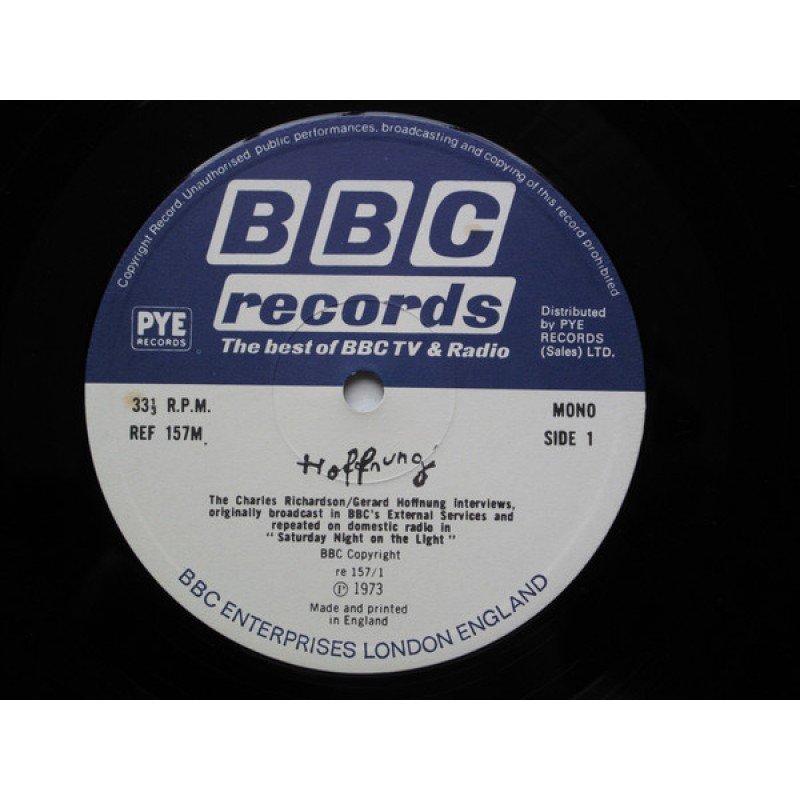 Copyright Record. Unauthorised public performances, broadcasting and copying of this record prohibited
BBC
records
The best of BBC TV & Radio
PYE
RECORDS
Distributed
by PYE
RECORDS
(Sales) LTD.
33⅓ R.P.M.
REF 157M
MONO
SIDE 1
Hoffnung
The Charles Richardson/Gerard Hoffnung interviews,
originally broadcast in BBC's External Services and
repeated on domestic radio in
"Saturday Night on the Light"
BBC Copyright
re 157/1
℗ 1973
Made and printed
in England
BBC ENTERPRISES LONDON ENGLAND